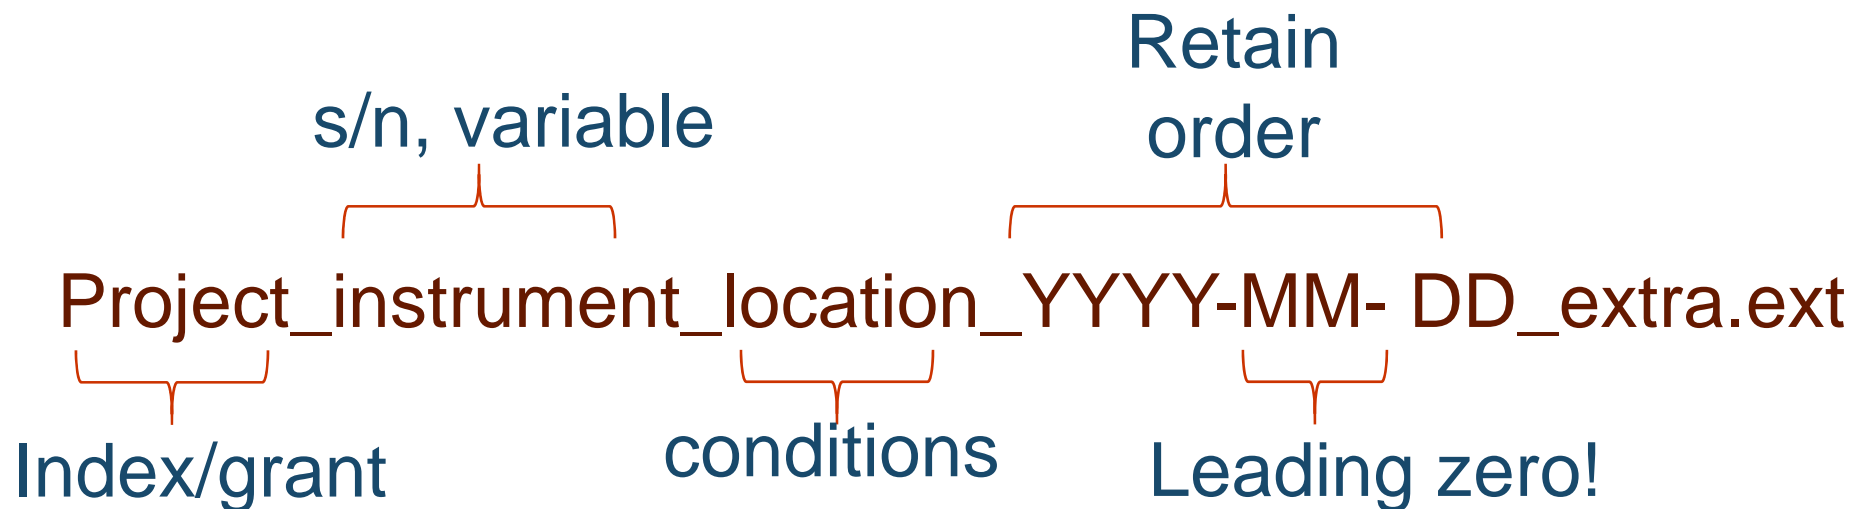 Retain
order
s/n, variable
Project_instrument_location_YYYY-MM- DD_extra.ext
Index/grant
conditions
Leading zero!